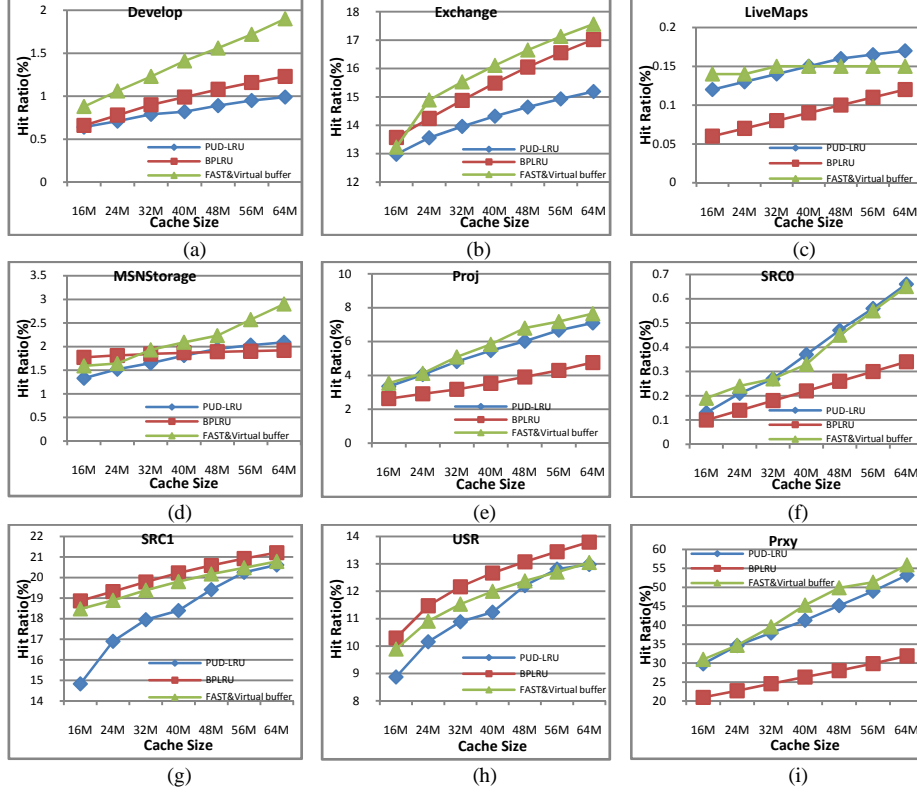 Develop
Hit Ratio(%)
2
1.5
1
0.5
0
PUD-LRU
BPLRU
FAST&Virtual buffer
16M 24M 32M 40M 48M 56M 64M
Cache Size
(a)
Exchange
Hit Ratio(%)
18
17
16
15
14
13
12
PUD-LRU
BPLRU
FAST&Virtual buffer
16M 24M 32M 40M 48M 56M 64M
Cache Size
(b)
LiveMaps
Hit Ratio(%)
0.2
0.15
0.1
0.05
0
PUD-LRU
BPLRU
FAST&Virtual buffer
16M 24M 32M 40M 48M 56M 64M
Cache Size
(c)
MSNStorage
Hit Ratio(%)
3.5
3
2.5
2
1.5
1
0.5
0
PUD-LRU
BPLRU
FAST&Virtual buffer
16M 24M 32M 40M 48M 56M 64M
Cache Size
(d)
Proj
Hit Ratio(%)
10
8
6
4
2
0
PUD-LRU
BPLRU
FAST&Virtual buffer
16M 24M 32M 40M 48M 56M 64M
Cache Size
(e)
SRC0
Hit Ratio(%)
0.7
0.6
0.5
0.4
0.3
0.2
0.1
0
PUD-LRU
BPLRU
FAST&Virtual buffer
16M 24M 32M 40M 48M 56M 64M
Cache Size
(f)
SRC1
Hit Ratio(%)
22
21
20
19
18
17
16
15
14
PUD-LRU
BPLRU
FAST&Virtual buffer
16M 24M 32M 40M 48M 56M 64M
Cache Size
(g)
USR
Hit Ratio(%)
14
13
12
11
10
9
8
PUD-LRU
BPLRU
FAST&Virtual buffer
16M 24M 32M 40M 48M 56M 64M
Cache Size
(h)
Prxy
Hit Ratio(%)
60
55
50
45
40
35
30
25
20
PUD-LRU
BPLRU
FAST&Virtual buffer
16M 24M 32M 40M 48M 56M 64M
Cache Size
(i)